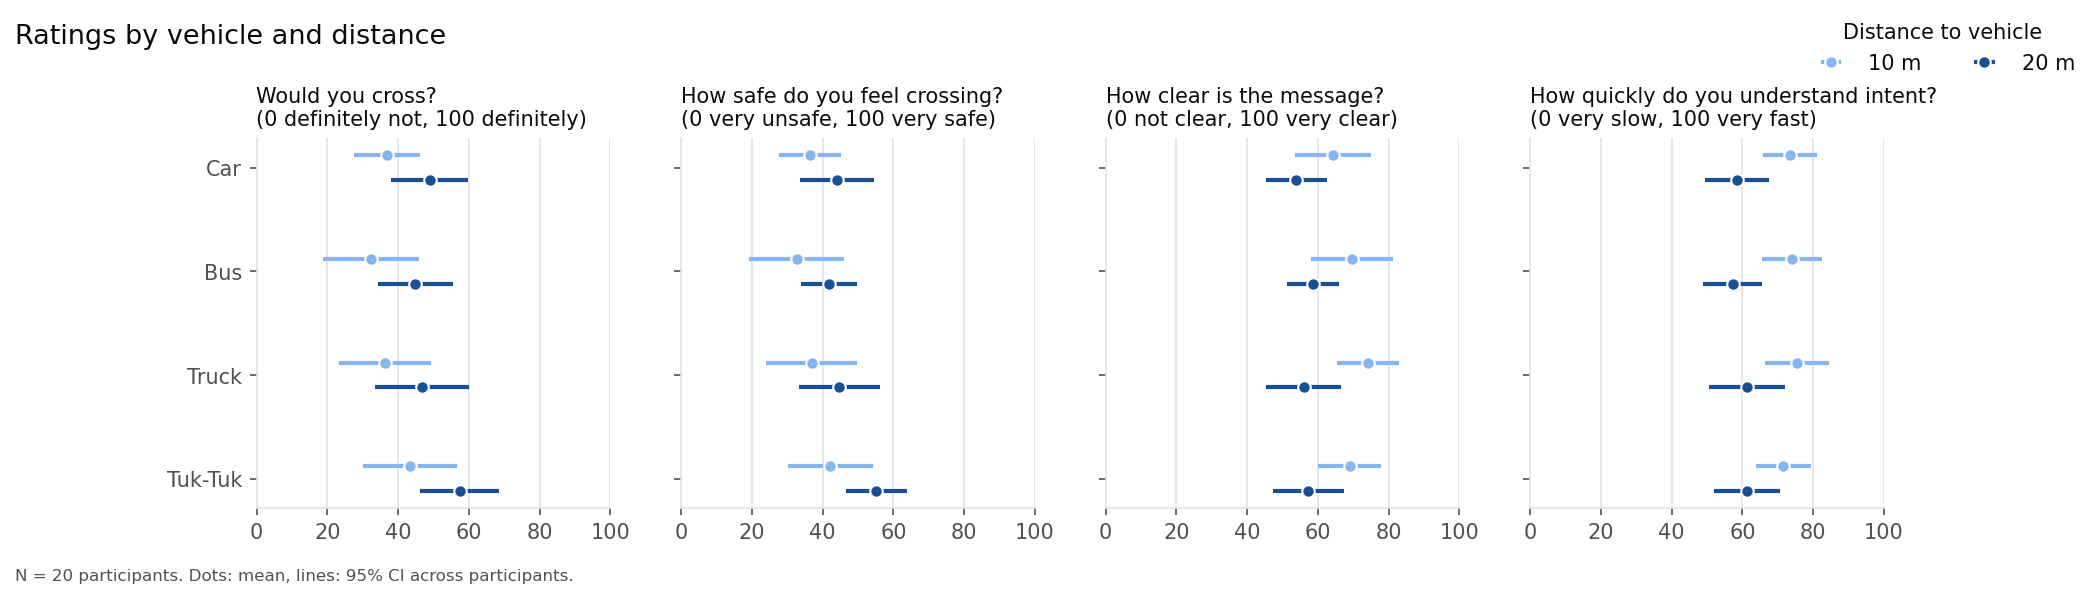 Ratings by vehicle and distance
Distance to vehicle
10 m 20 m
Would you cross?
(0 definitely not, 100 definitely)
How safe do you feel crossing?
(0 very unsafe, 100 very safe)
How clear is the message?
(0 not clear, 100 very clear)
How quickly do you understand intent?
(0 very slow, 100 very fast)
Car
Bus
Truck
Tuk-Tuk
0 20 40 60 80 100
0 20 40 60 80 100
0 20 40 60 80 100
0 20 40 60 80 100
N = 20 participants. Dots: mean, lines: 95% CI across participants.